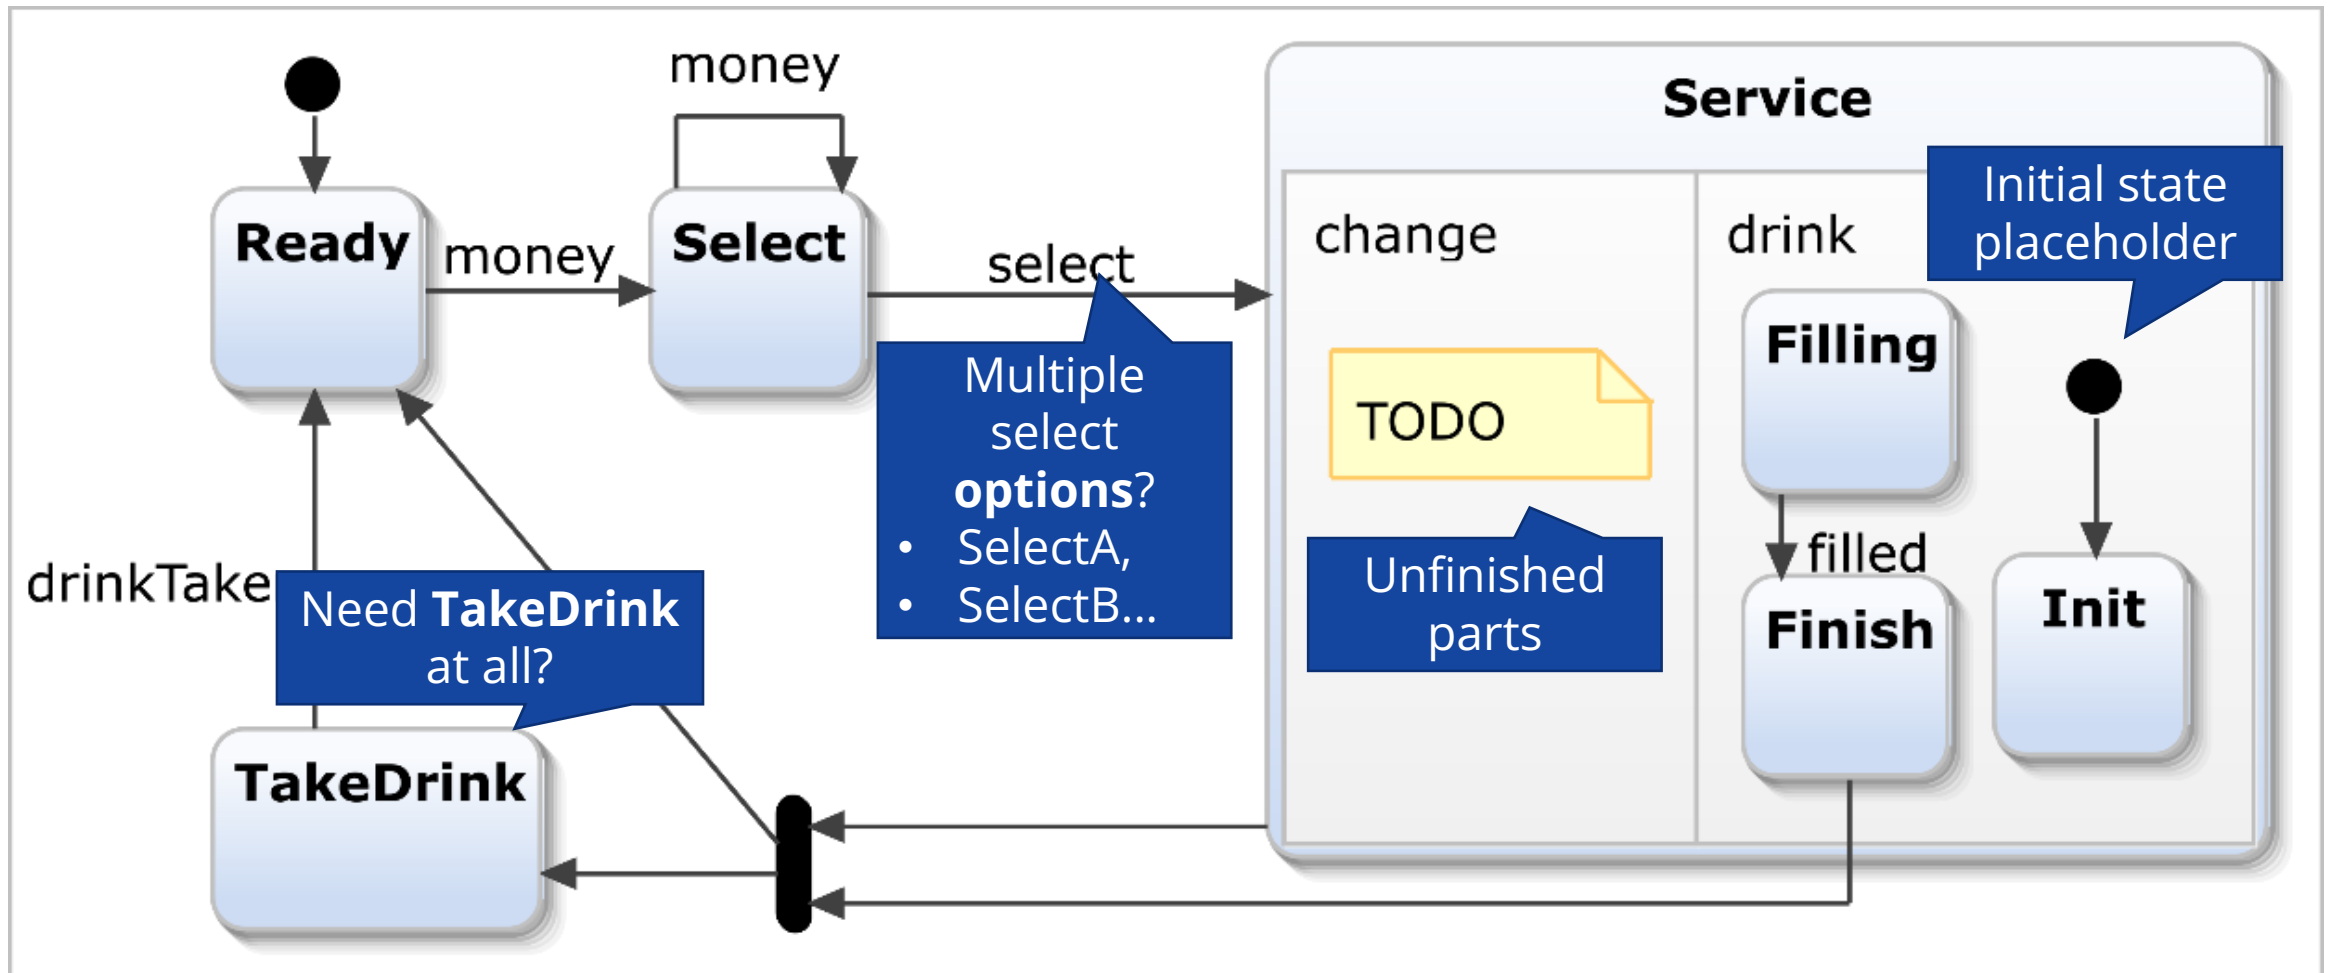 money
Service
Initial state
placeholder
Ready
money
Select
select
change
drink
Multiple
select
options?
• SelectA,
• SelectB...
TODO
Filling
Unfinished
parts
filled
Finish
Init
drinkTake
Need TakeDrink
at all?
TakeDrink